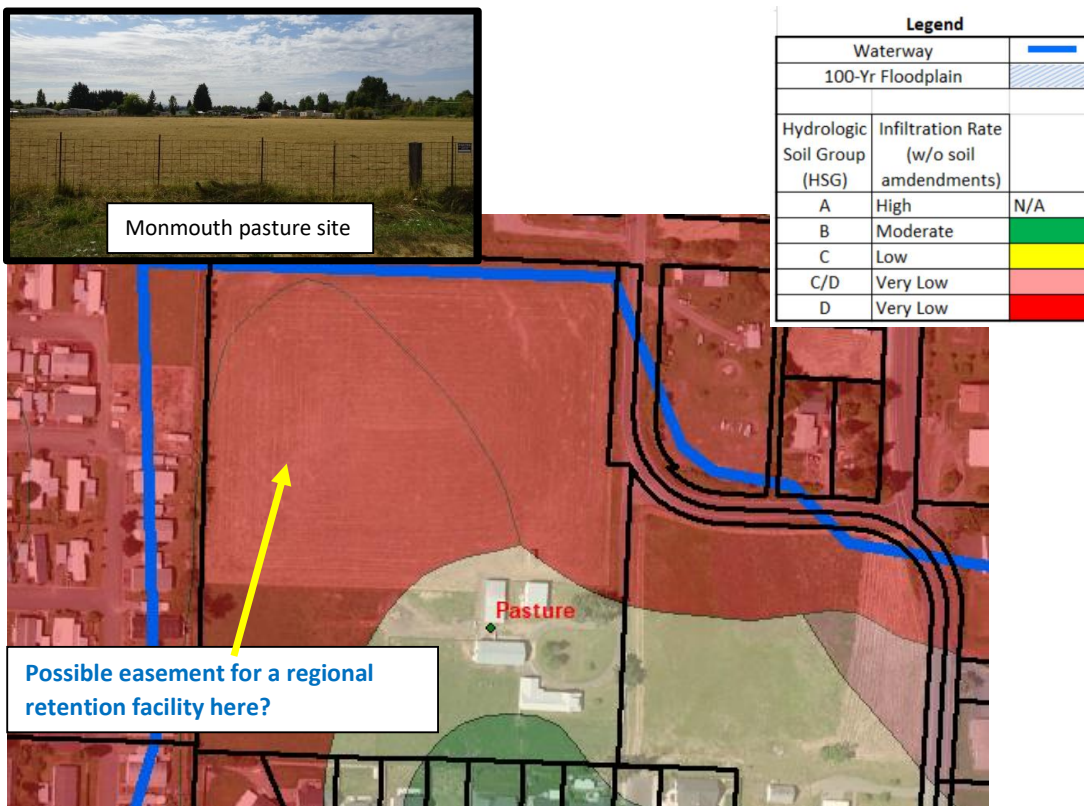 Monmouth pasture site
Legend
Waterway
100-Yr Floodplain
Hydrologic Soil Group (HSG)
Infiltration Rate (w/o soil amdendments)
A High N/A
B Moderate
C Low
C/D Very Low
D Very Low
Pasture
Possible easement for a regional
retention facility here?